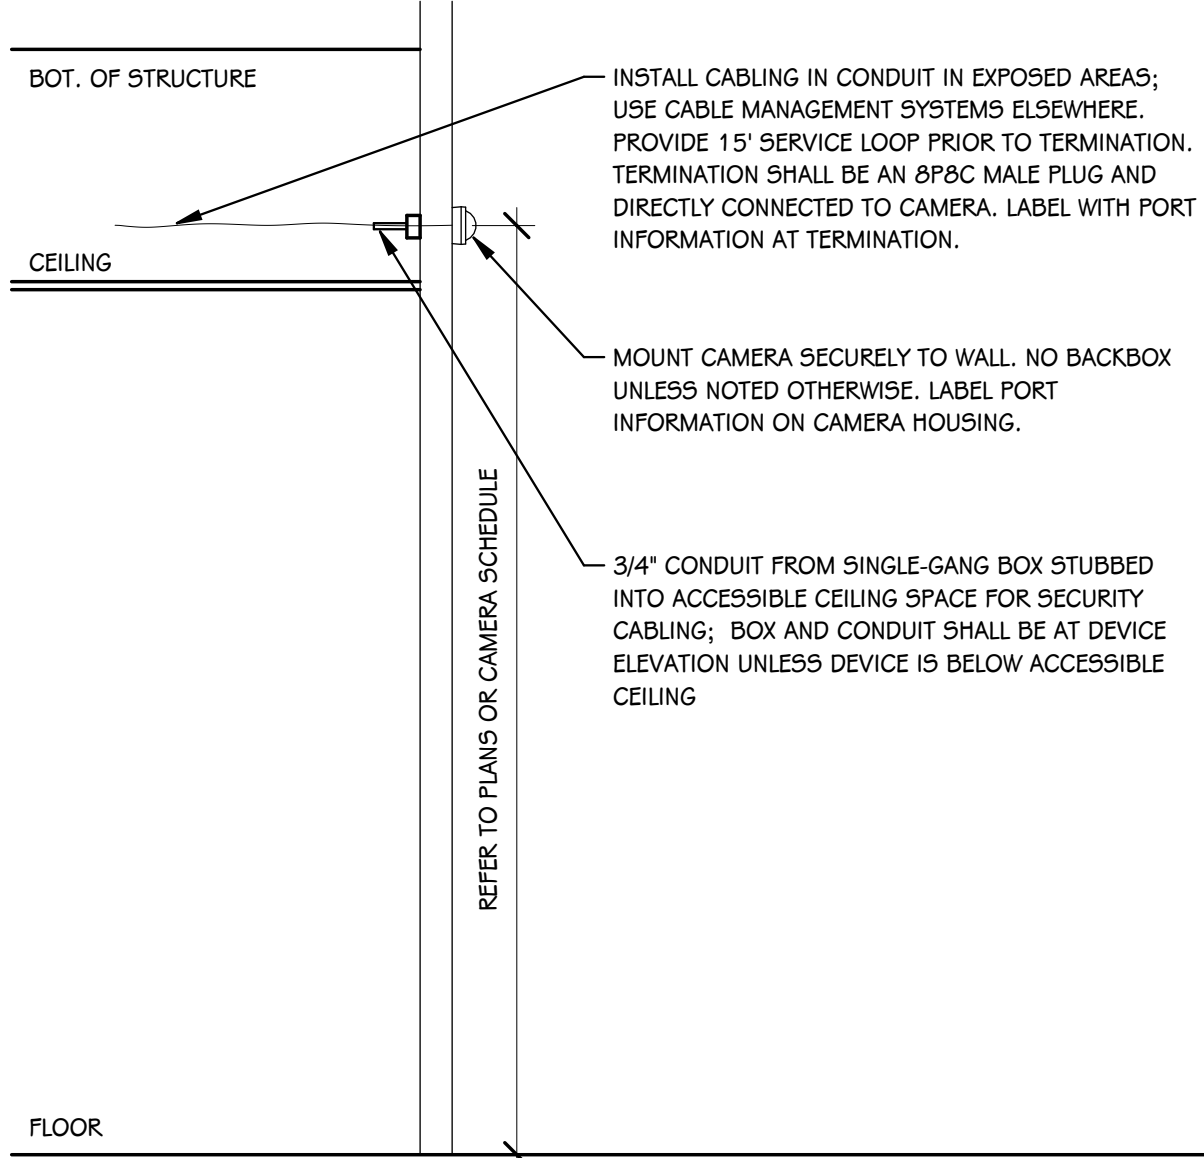 BOT. OF STRUCTURE
INSTALL CABLING IN CONDUIT IN EXPOSED AREAS;
USE CABLE MANAGEMENT SYSTEMS ELSEWHERE.
PROVIDE 15' SERVICE LOOP PRIOR TO TERMINATION.
TERMINATION SHALL BE AN 8P8C MALE PLUG AND
DIRECTLY CONNECTED TO CAMERA. LABEL WITH PORT
INFORMATION AT TERMINATION.
CEILING
MOUNT CAMERA SECURELY TO WALL. NO BACKBOX
UNLESS NOTED OTHERWISE. LABEL PORT
INFORMATION ON CAMERA HOUSING.
REFER TO PLANS OR CAMERA SCHEDULE
3/4" CONDUIT FROM SINGLE-GANG BOX STUBBED
INTO ACCESSIBLE CEILING SPACE FOR SECURITY
CABLING;  BOX AND CONDUIT SHALL BE AT DEVICE
ELEVATION UNLESS DEVICE IS BELOW ACCESSIBLE
CEILING
FLOOR